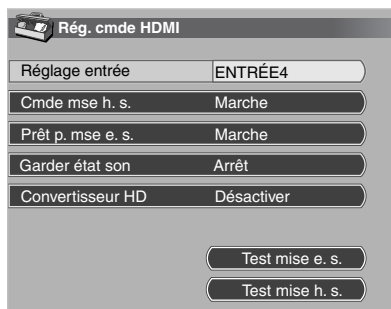 Rég. cmde HDMI
Réglage entrée ENTRÉE4
Cmde mse h. s. Marche
Prêt p. mse e. s. Marche
Garder état son Arrêt
Convertisseur HD Désactiver
Test mise e. s.
Test mise h. s.